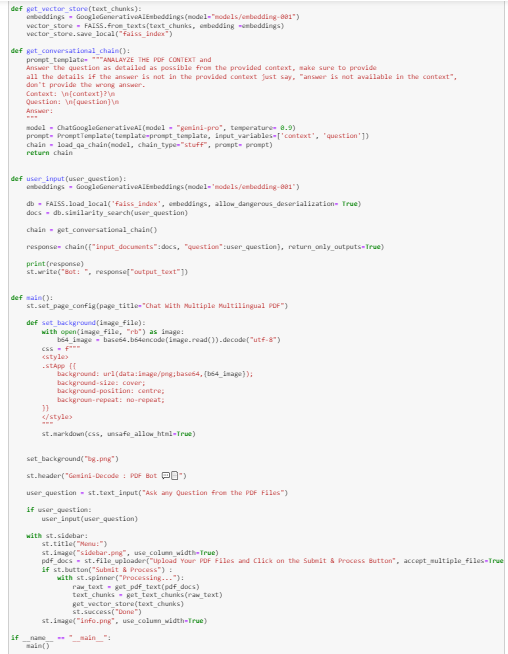 def get_vector_store(text_chunks):
    embeddings = GoogleGenerativeAIEmbeddings(model="models/embedding-001")
    vector_store = FAISS.from_texts(text_chunks, embedding =embeddings)
    vector_store.save_local("faiss_index")

def get_conversational_chain():
    prompt_template= """ANALAYZE THE PDF CONTEXT and
    Answer the question as detailed as possible from the provided context, make sure to provide
    all the details if the answer is not in the provided context just say, "answer is not available in the context",
    don't provide the wrong answer.
    Context: \n{context}?\n
    Question: \n{question}\n
    Answer:
    """
    model = ChatGoogleGenerativeAI(model = "gemini-pro", temperature= 0.9)
    prompt= PromptTemplate(template=prompt_template, input_variables=['context', 'question'])
    chain = load_qa_chain(model, chain_type="stuff", prompt= prompt)
    return chain

def user_input(user_question):
    embeddings = GoogleGenerativeAIEmbeddings(model='models/embedding-001')

    db = FAISS.load_local('faiss_index', embeddings, allow_dangerous_deserialization= True)
    docs = db.similarity_search(user_question)

    chain = get_conversational_chain()

    response= chain({"input_documents":docs, "question":user_question}, return_only_outputs=True)

    print(response)
    st.write("Bot: ", response["output_text"])

def main():
    st.set_page_config(page_title="Chat With Multiple Multilingual PDF")

    def set_background(image_file):
        with open(image_file, "rb") as image:
            b64_image = base64.b64encode(image.read()).decode("utf-8")
        css = f"""
        <style>
        .stApp {{
            background: url(data:image/png;base64,{b64_image});
            background-size: cover;
            background-position: centre;
            backgroun-repeat: no-repeat;
        }}
        </style>
        """
        st.markdown(css, unsafe_allow_html=True)

    set_background("bg.png")

    st.header("Gemini-Decode : PDF Bot 💬📄")

    user_question = st.text_input("Ask any Question from the PDF Files")

    if user_question:
        user_input(user_question)

    with st.sidebar:
        st.title("Menu:")
        st.image("sidebar.png", use_column_width=True)
        pdf_docs = st.file_uploader("Upload Your PDF Files and Click on the Submit & Process Button", accept_multiple_files=True
        if st.button("Submit & Process") :
            with st.spinner("Processing..."):
                raw_text = get_pdf_text(pdf_docs)
                text_chunks = get_text_chunks(raw_text)
                get_vector_store(text_chunks)
                st.success("Done")
        st.image("info.png", use_column_width=True)

if __name__ == "__main__":
    main()